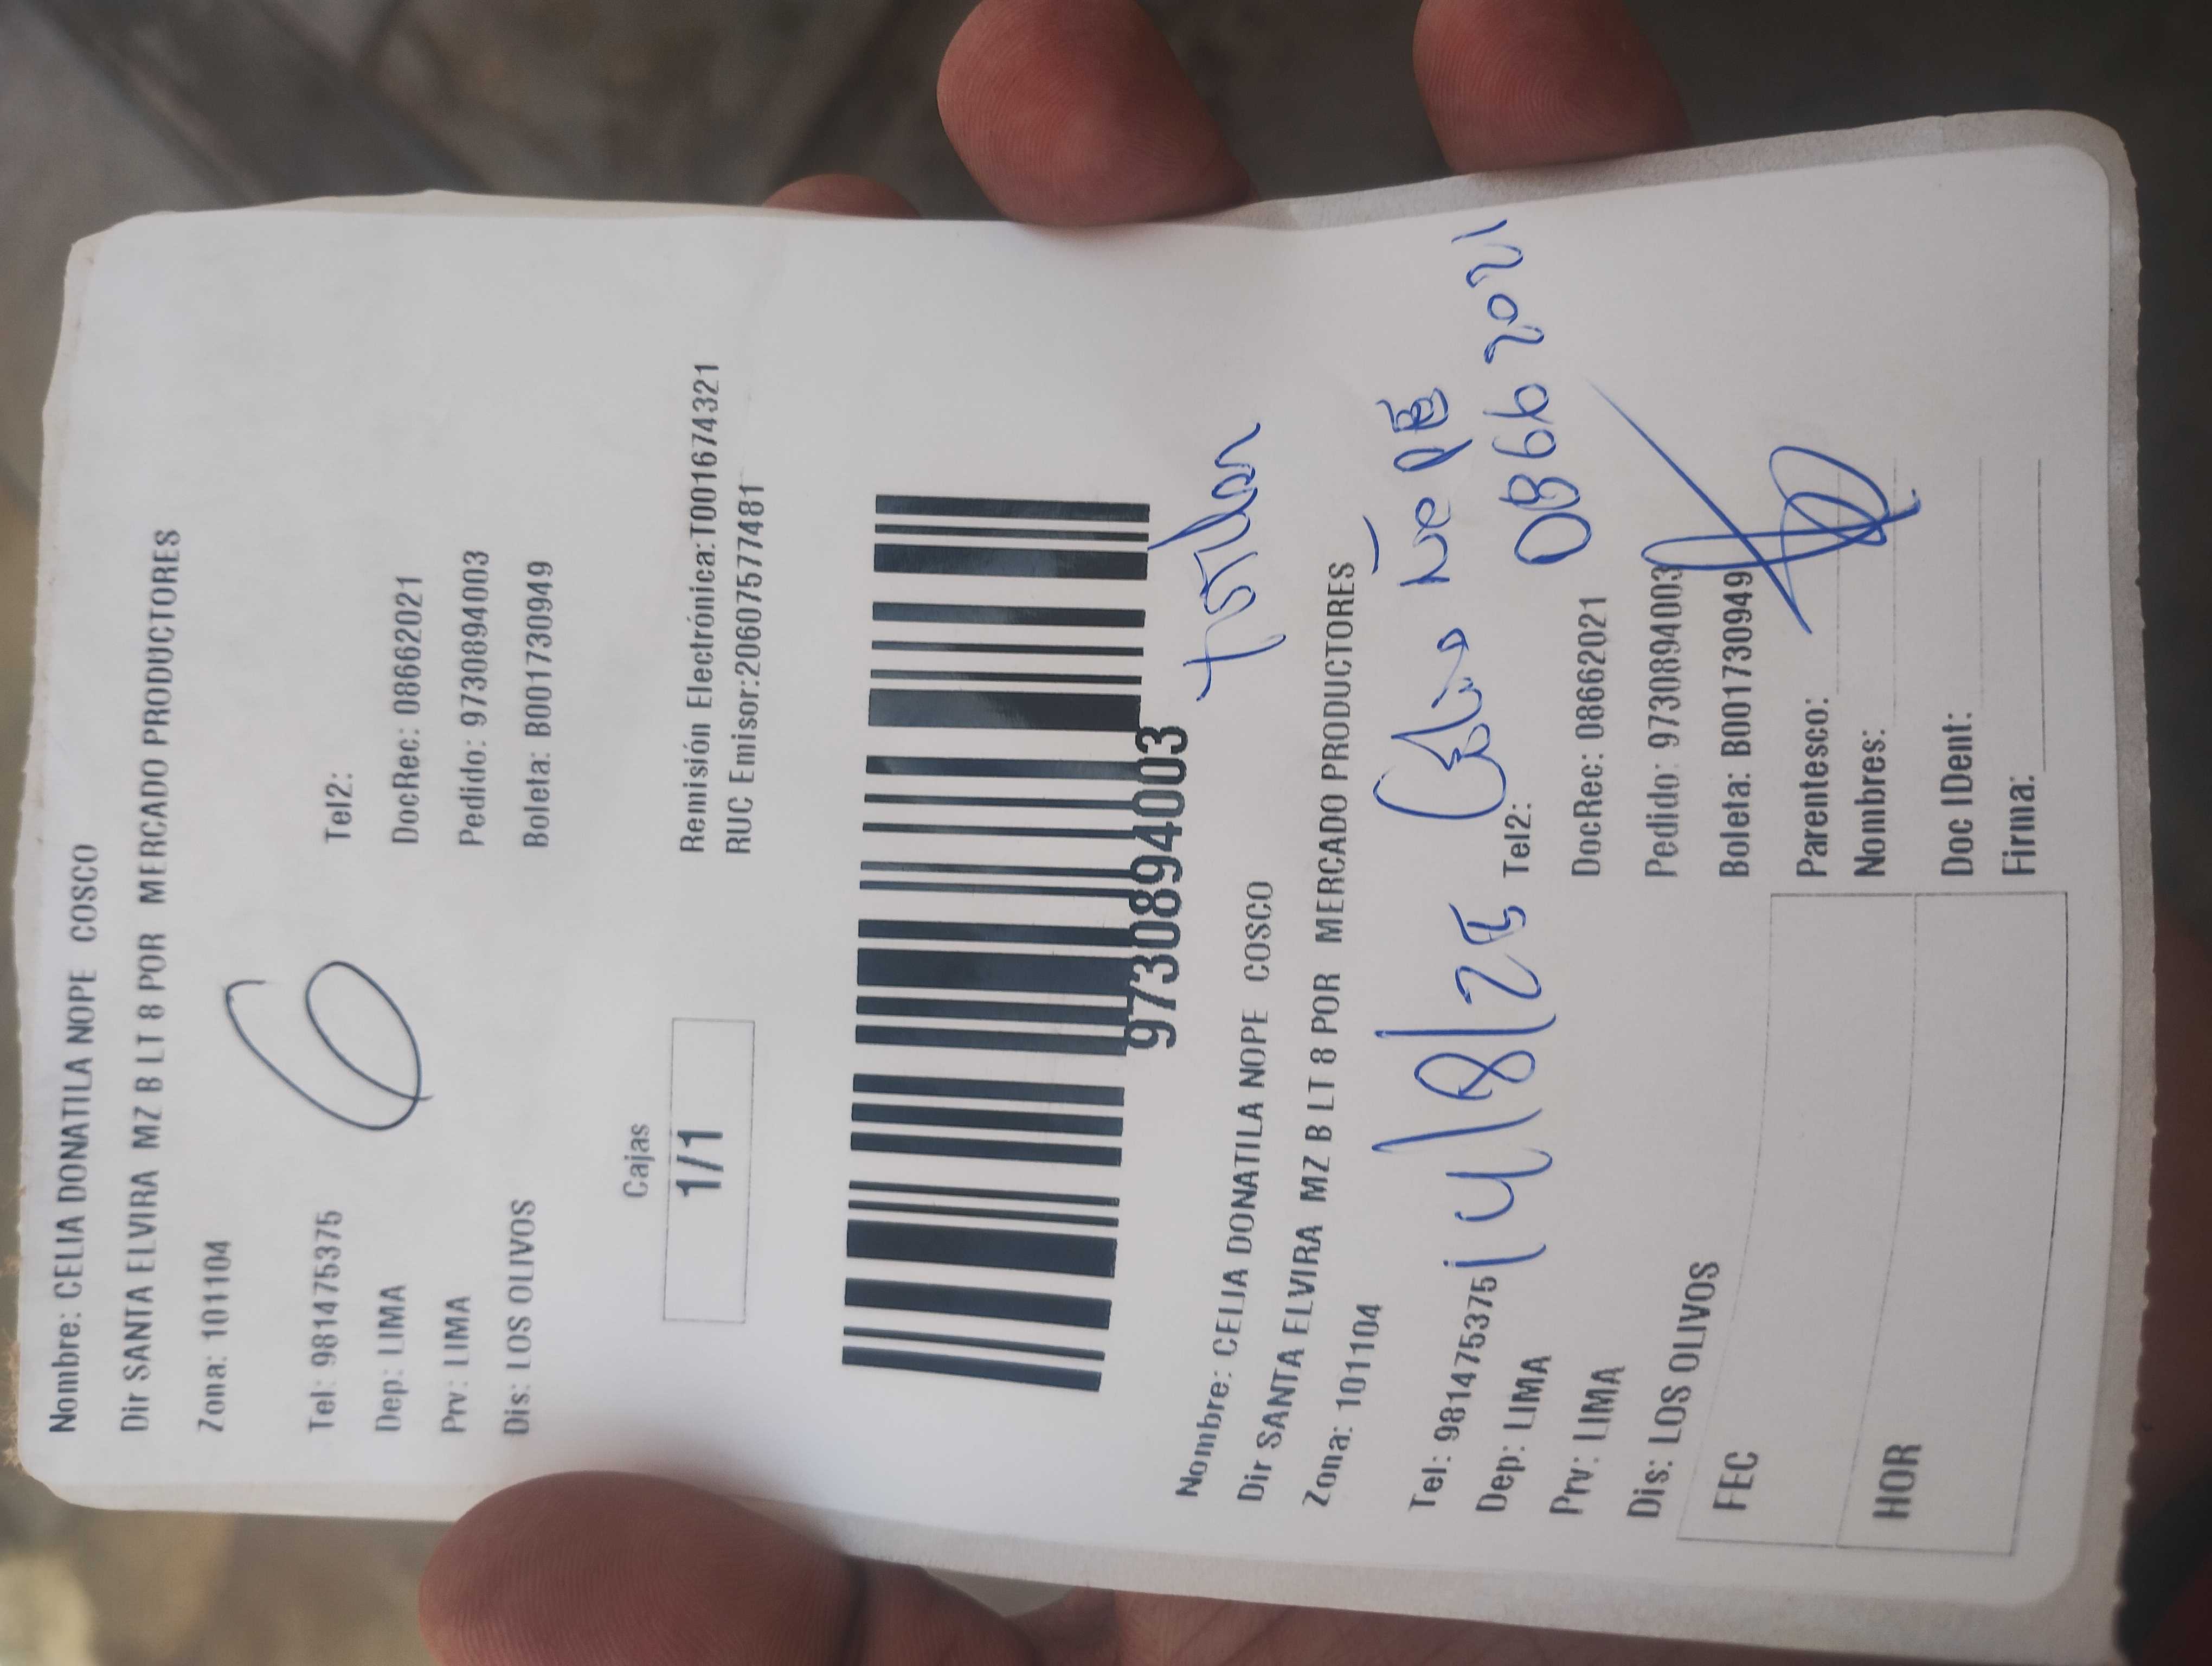 Nombre: CELIA DONATILA NOPE COSCO
Dir SANTA ELVIRA MZ B LT 8 POR MERCADO PRODUCTORES
Zona: 101104
6
Tel: 981475375
Tel2:
Dep: LIMA
DocRec: 08662021
Prv: LIMA
Pedido: 9730894003
Dis: LOS OLIVOS
Boleta: B001730949
Cajas
1/1
Remisión Electrónica:T001674321
RUC Emisor:20607577481
9730894003
Nombre: CELIA DONATILA NOPE COSCO
Dir SANTA ELVIRA MZ B LT 8 POR MERCADO PRODUCTORES
Zona: 101104
14/8/25
Tel: 981475375
Tel2:
08662021
Dep: LIMA
DocRec: 08662021
Prv: LIMA
Pedido: 9730894003
Dis: LOS OLIVOS
Boleta: B001730949
FEC
Parentesco:
Nombres:
HOR
Doc IDent:
Firma: